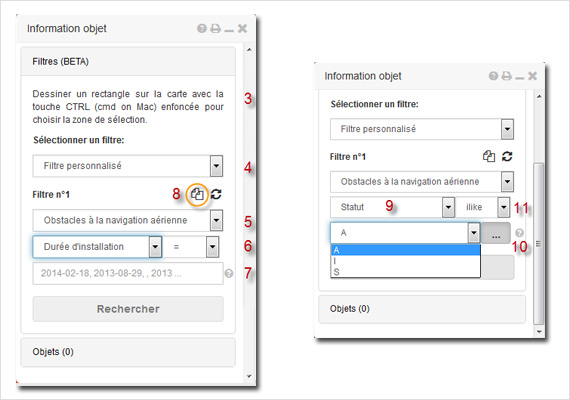 Information objet
Filtres (BETA)
Dessiner un rectangle sur la carte avec la
touche CTRL (cmd on Mac) enfoncée pour
choisir la zone de sélection.
3
Sélectionner un filtre:
Filtre personnalisé
4
Filtre n°1
8
Obstacles à la navigation aérienne
5
Durée d'installation
=
6
2014-02-18, 2013-08-29, , 2013 ...
7
Rechercher
Objets (0)
Information objet
Sélectionner un filtre:
Filtre personnalisé
Filtre n°1
Obstacles à la navigation aérienne
Statut
9
ilike
11
A
...
10
A
I
S
Objets (0)